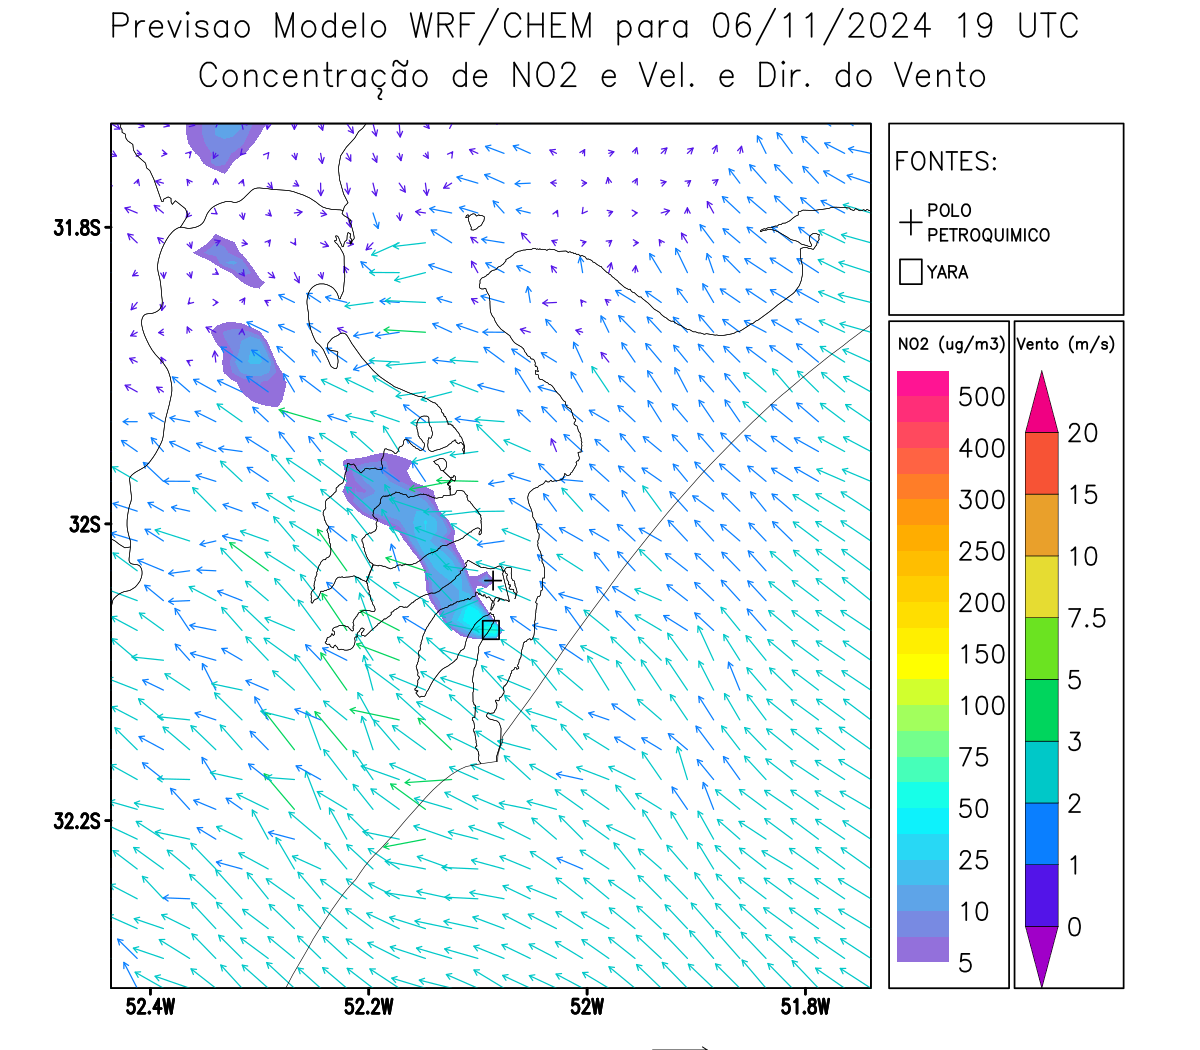 Previsao Modelo WRF/CHEM para 06/11/2024 19 UTC
Concentração de NO2 e Vel. e Dir. do Vento
FONTES:
POLO
PETROQUIMICO
YARA
NO2 (ug/m3)
500
400
300
250
200
150
100
75
50
25
10
5
Vento (m/s)
20
15
10
7.5
5
3
2
1
0
31.8S
32S
32.2S
52.4W
52.2W
52W
51.8W